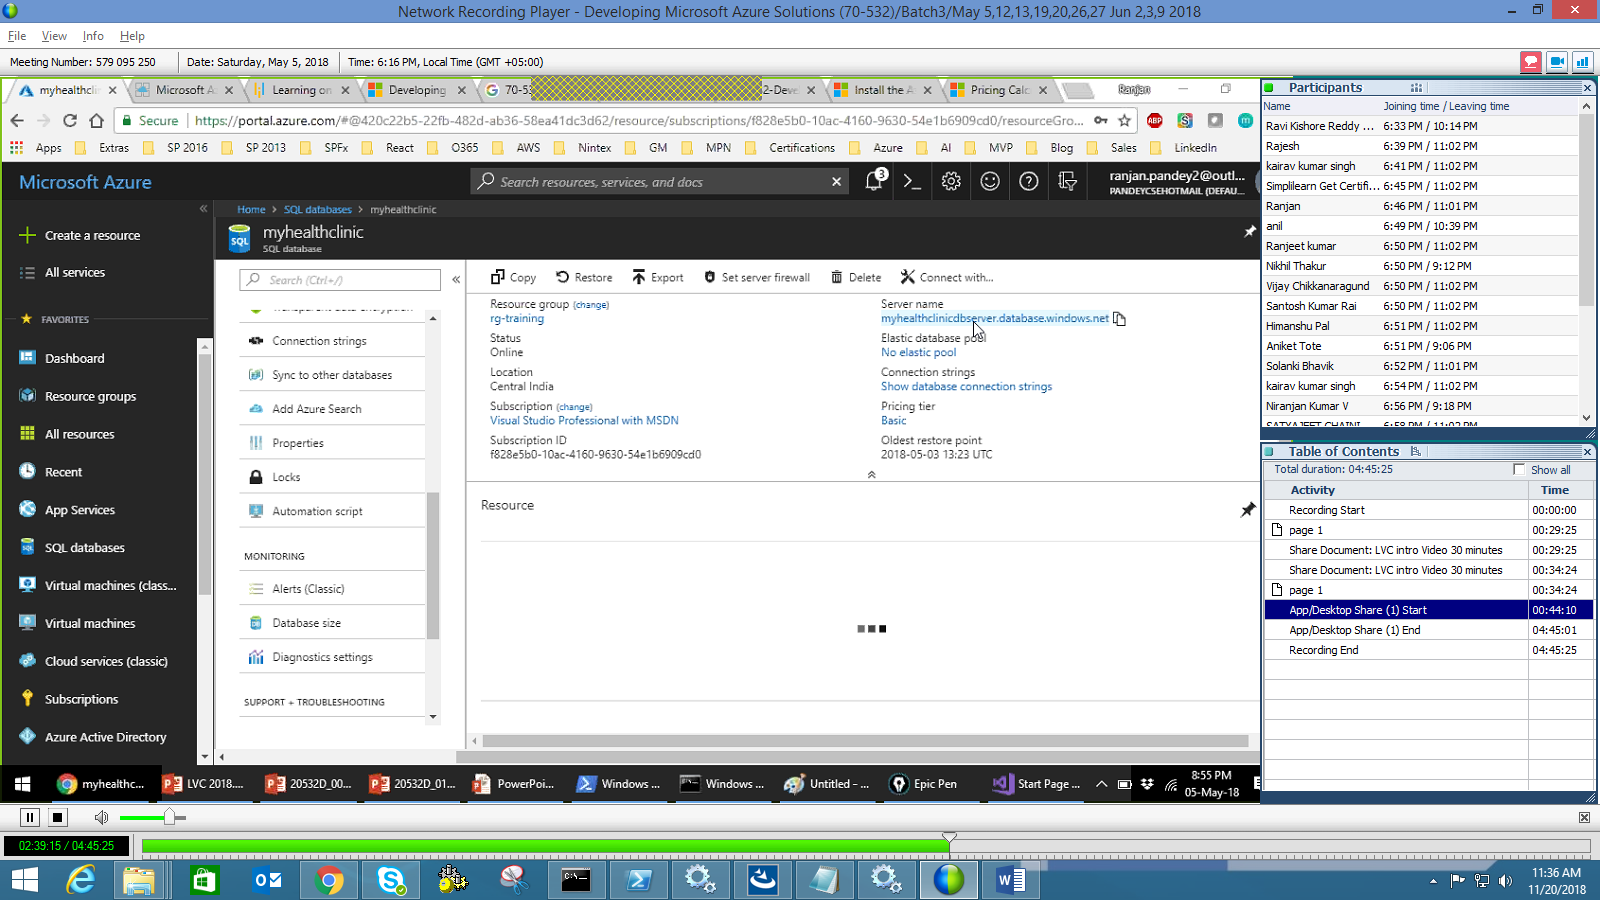 Network Recording Player - Developing Microsoft Azure Solutions (70-532)/Batch3/May 5,12,13,19,20,26,27 Jun 2,3,9 2018
File View Info Help
Meeting Number: 579 095 250 Date: Saturday, May 5, 2018 Time: 6:16 PM, Local Time (GMT +05:00)
myhealthcli Microsoft A Learning on Developing 70-53 2-Devel Install the A Pricing Calc Ranjan
Secure https://portal.azure.com/#@420c22b5-22fb-482d-ab36-58ea41dc3d62/resource/subscriptions/f828e5b0-10ac-4160-9630-54e1b6909cd0/resourceGro...
Apps Extras SP 2016 SP 2013 SPFx React O365 AWS Nintex GM MPN Certifications Azure AI MVP Blog Sales LinkedIn
Microsoft Azure
Search resources, services, and docs
3
ranjan.pandey2@outl...
PANDEYCSEHOTMAIL (DEFAU...
Home > SQL databases > myhealthclinic
myhealthclinic
SQL database
Create a resource
All services
FAVORITES
Dashboard
Resource groups
All resources
Recent
App Services
SQL databases
Virtual machines (class...
Virtual machines
Cloud services (classic)
Subscriptions
Azure Active Directory
Search (Ctrl+/)
Transparent data encryption
Connection strings
Sync to other databases
Add Azure Search
Properties
Locks
Automation script
MONITORING
Alerts (Classic)
Database size
Diagnostics settings
SUPPORT + TROUBLESHOOTING
Copy Restore Export Set server firewall Delete Connect with...
Resource group (change)
rg-training
Status
Online
Location
Central India
Subscription (change)
Visual Studio Professional with MSDN
Subscription ID
f828e5b0-10ac-4160-9630-54e1b6909cd0
Server name
myhealthclinicdbserver.database.windows.net
Elastic database pool
No elastic pool
Connection strings
Show database connection strings
Pricing tier
Basic
Oldest restore point
2018-05-03 13:23 UTC
Resource
Participants
Name Joining time / Leaving time
Ravi Kishore Reddy ... 6:33 PM / 10:14 PM
Rajesh 6:39 PM / 11:02 PM
kairav kumar singh 6:41 PM / 11:02 PM
Simplilearn Get Certifi... 6:45 PM / 11:02 PM
Ranjan 6:46 PM / 11:01 PM
anil 6:49 PM / 10:39 PM
Ranjeet kumar 6:50 PM / 11:02 PM
Nikhil Thakur 6:50 PM / 9:12 PM
Vijay Chikkanaragund 6:50 PM / 11:02 PM
Santosh Kumar Rai 6:50 PM / 11:02 PM
Himanshu Pal 6:51 PM / 11:02 PM
Aniket Tote 6:51 PM / 9:06 PM
Solanki Bhavik 6:52 PM / 11:01 PM
kairav kumar singh 6:54 PM / 11:02 PM
Niranjan Kumar V 6:56 PM / 9:18 PM
SATYAJEET CHAINI 6:58 PM / 11:02 PM
Table of Contents
Total duration: 04:45:25 Show all
Activity Time
Recording Start 00:00:00
page 1 00:29:25
Share Document: LVC intro Video 30 minutes 00:29:25
Share Document: LVC intro Video 30 minutes 00:34:24
page 1 00:34:24
App/Desktop Share (1) Start 00:44:10
App/Desktop Share (1) End 04:45:01
Recording End 04:45:25
myhealthc... LVC 2018.... 20532D_00... 20532D_01... PowerPoi... Windows ... Windows ... Untitled - ... Epic Pen Start Page ...
8:55 PM
05-May-18
02:39:15 / 04:45:25
11:36 AM
11/20/2018